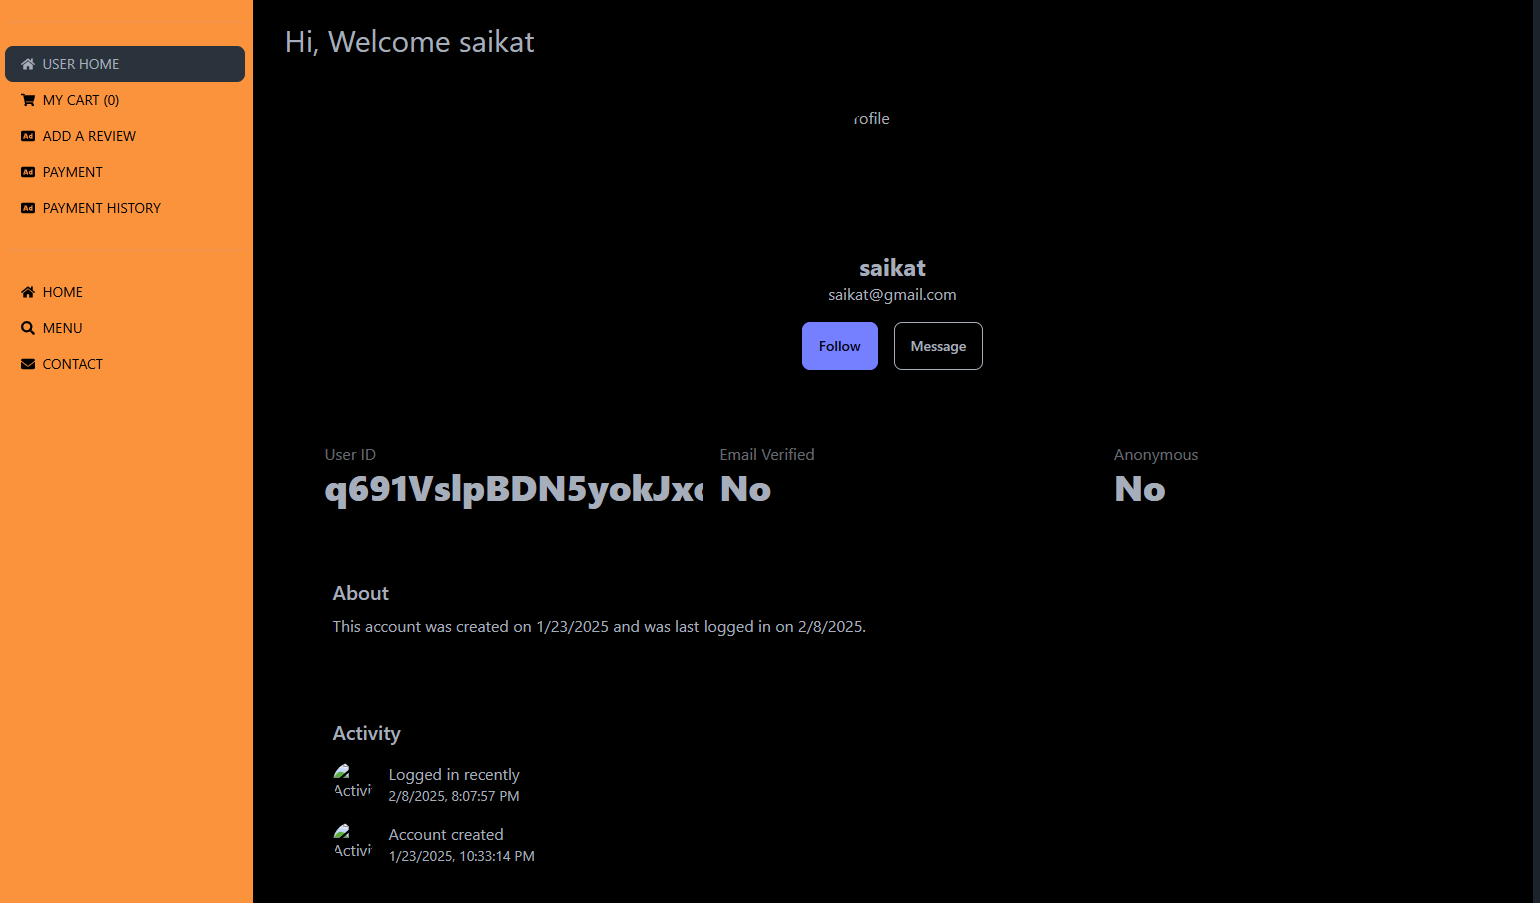 USER HOME
MY CART (0)
ADD A REVIEW
PAYMENT
PAYMENT HISTORY
HOME
MENU
CONTACT
Hi, Welcome saikat
rofile
saikat
saikat@gmail.com
Follow
Message
User ID
Email Verified
Anonymous
No
No
About
This account was created on 1/23/2025 and was last logged in on 2/8/2025.
Activity
Activi
Logged in recently
2/8/2025, 8:07:57 PM
Activi
Account created
1/23/2025, 10:33:14 PM